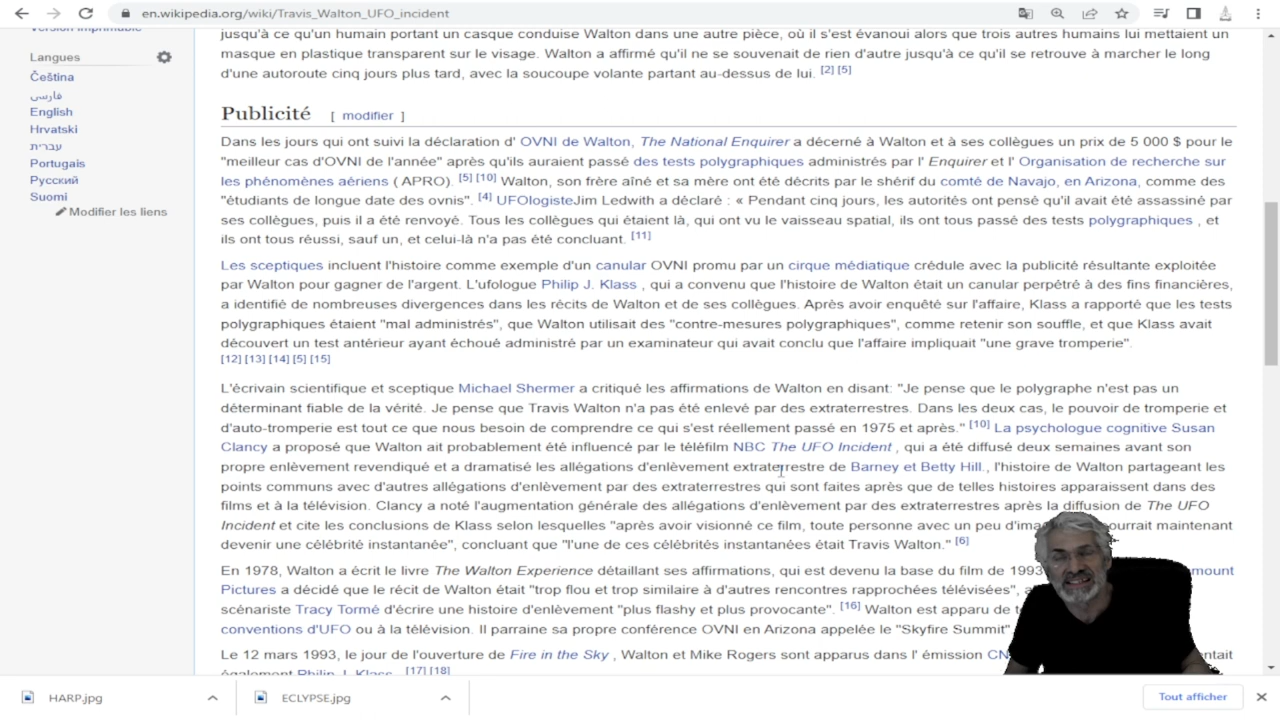 en.wikipedia.org/wiki/Travis_Walton_UFO_incident
Version imprimable
Langues
Čeština
فارسی
English
Hrvatski
עברית
Portugais
Русский
Suomi
Modifier les liens
jusqu'à ce qu'un humain portant un casque conduise Walton dans une autre pièce, où il s'est évanoui alors que trois autres humains lui mettaient un
masque en plastique transparent sur le visage. Walton a affirmé qu'il ne se souvenait de rien d'autre jusqu'à ce qu'il se retrouve à marcher le long
d'une autoroute cinq jours plus tard, avec la soucoupe volante partant au-dessus de lui. [2] [5]
Publicité [ modifier ]
Dans les jours qui ont suivi la déclaration d' OVNI de Walton, The National Enquirer a décerné à Walton et à ses collègues un prix de 5 000 $ pour le
"meilleur cas d'OVNI de l'année" après qu'ils auraient passé des tests polygraphiques administrés par l' Enquirer et l' Organisation de recherche sur
les phénomènes aériens ( APRO). [5] [10] Walton, son frère aîné et sa mère ont été décrits par le shérif du comté de Navajo, en Arizona, comme des
"étudiants de longue date des ovnis". [4] UFOlogisteJim Ledwith a déclaré : « Pendant cinq jours, les autorités ont pensé qu'il avait été assassiné par
ses collègues, puis il a été renvoyé. Tous les collègues qui étaient là, qui ont vu le vaisseau spatial, ils ont tous passé des tests polygraphiques , et
ils ont tous réussi, sauf un, et celui-là n'a pas été concluant. [11]
Les sceptiques incluent l'histoire comme exemple d'un canular OVNI promu par un cirque médiatique crédule avec la publicité résultante exploitée
par Walton pour gagner de l'argent. L'ufologue Philip J. Klass , qui a convenu que l'histoire de Walton était un canular perpétré à des fins financières,
a identifié de nombreuses divergences dans les récits de Walton et de ses collègues. Après avoir enquêté sur l'affaire, Klass a rapporté que les tests
polygraphiques étaient "mal administrés", que Walton utilisait des "contre-mesures polygraphiques", comme retenir son souffle, et que Klass avait
découvert un test antérieur ayant échoué administré par un examinateur qui avait conclu que l'affaire impliquait "une grave tromperie".
[12] [13] [14] [5] [15]
L'écrivain scientifique et sceptique Michael Shermer a critiqué les affirmations de Walton en disant: "Je pense que le polygraphe n'est pas un
déterminant fiable de la vérité. Je pense que Travis Walton n'a pas été enlevé par des extraterrestres. Dans les deux cas, le pouvoir de tromperie et
d'auto-tromperie est tout ce que nous besoin de comprendre ce qui s'est réellement passé en 1975 et après." [10] La psychologue cognitive Susan
Clancy a proposé que Walton ait probablement été influencé par le téléfilm NBC The UFO Incident , qui a été diffusé deux semaines avant son
propre enlèvement revendiqué et a dramatisé les allégations d'enlèvement extraterrestre de Barney et Betty Hill., l'histoire de Walton partageant les
points communs avec d'autres allégations d'enlèvement par des extraterrestres qui sont faites après que de telles histoires apparaissent dans des
films et à la télévision. Clancy a noté l'augmentation générale des allégations d'enlèvement par des extraterrestres après la diffusion de The UFO
Incident et cite les conclusions de Klass selon lesquelles "après avoir visionné ce film, toute personne avec un peu d'ima ourrait maintenant
devenir une célébrité instantanée", concluant que "l'une de ces célébrités instantanées était Travis Walton." [6]
En 1978, Walton a écrit le livre The Walton Experience détaillant ses affirmations, qui est devenu la base du film de 1993 mount
Pictures a décidé que le récit de Walton était "trop flou et trop similaire à d'autres rencontres rapprochées télévisées", a
scénariste Tracy Tormé d'écrire une histoire d'enlèvement "plus flashy et plus provocante". [16] Walton est apparu de
conventions d'OVFO ou à la télévision. Il parraine sa propre conférence OVNI en Arizona appelée le "Skyfire Summit"
Le 12 mars 1993, le jour de l'ouverture de Fire in the Sky , Walton et Mike Rogers sont apparus dans l' émission CN ntait
également Philip J. Klass. [17] [18]
HARP.jpg
ECLYPSE.jpg
Tout afficher